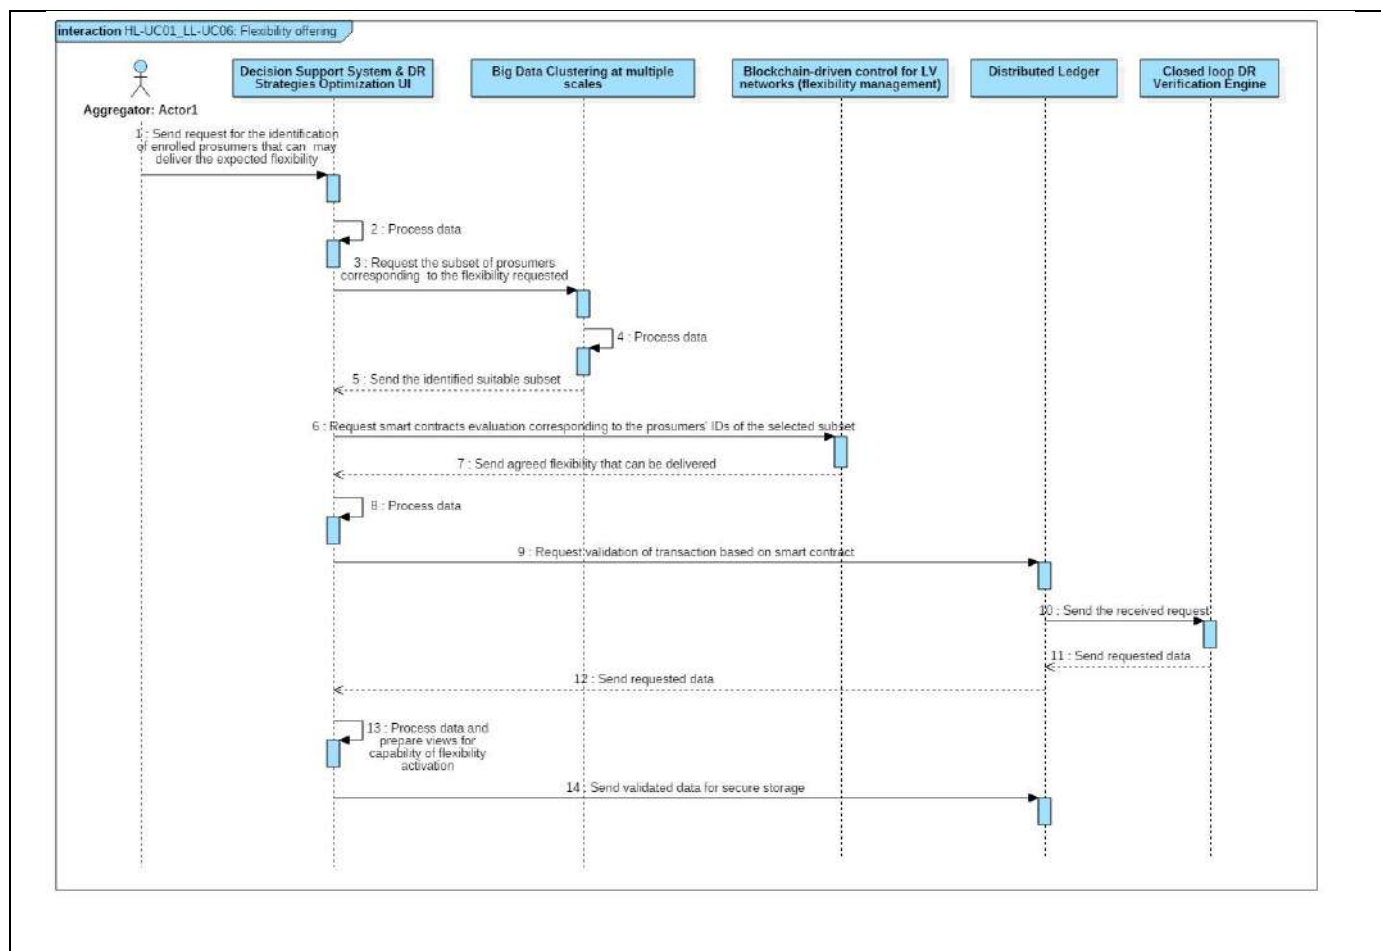 interaction HL-UC01_LL-UC06: Flexibility offering
Decision Support System & DR
Strategies Optimization UI
Big Data Clustering at multiple
scales
Blockchain-driven control for LV
networks (flexibility management)
Distributed Ledger
Closed loop DR
Verification Engine
Aggregator: Actor1
1 : Send request for the identification
of enrolled prosumers that can may
deliver the expected flexibility
2 : Process data
3 : Request the subset of prosumers
corresponding to the flexibility requested
4 : Process data
5 : Send the identified suitable subset
6 : Request smart contracts evaluation corresponding to the prosumers' IDs of the selected subset
7 : Send agreed flexibility that can be delivered
8 : Process data
9 : Request validation of transaction based on smart contract
10 : Send the received request
11 : Send requested data
12 : Send requested data
13 : Process data and
prepare views for
capability of flexibility
activation
14 : Send validated data for secure storage